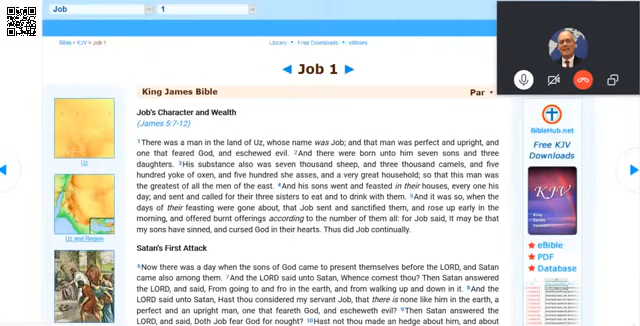 Job
1
Bible > KJV > Job 1
Library • Free Downloads • eBibles
◄ Job 1 ►
King James Bible
Par
Job's Character and Wealth
(James 5:7-12)
1There was a man in the land of Uz, whose name was Job; and that man was perfect and upright, and
one that feared God, and eschewed evil. 2And there were born unto him seven sons and three
daughters. 3His substance also was seven thousand sheep, and three thousand camels, and five
hundred yoke of oxen, and five hundred she asses, and a very great household; so that this man was
the greatest of all the men of the east. 4And his sons went and feasted in their houses, every one his
day; and sent and called for their three sisters to eat and to drink with them. 5And it was so, when the
days of their feasting were gone about, that Job sent and sanctified them, and rose up early in the
morning, and offered burnt offerings according to the number of them all: for Job said, It may be that
my sons have sinned, and cursed God in their hearts. Thus did Job continually.
Satan's First Attack
6Now there was a day when the sons of God came to present themselves before the LORD, and Satan
came also among them. 7And the LORD said unto Satan, Whence comest thou? Then Satan answered
the LORD, and said, From going to and fro in the earth, and from walking up and down in it. 8And the
LORD said unto Satan, Hast thou considered my servant Job, that there is none like him in the earth, a
perfect and an upright man, one that feareth God, and escheweth evil? 9Then Satan answered the
LORD, and said, Doth Job fear God for nought? 10Hast not thou made an hedge about him, and about
Uz
Uz and Region
BibleHub.net
Free KJV
Downloads
KJV
eBible
PDF
Database